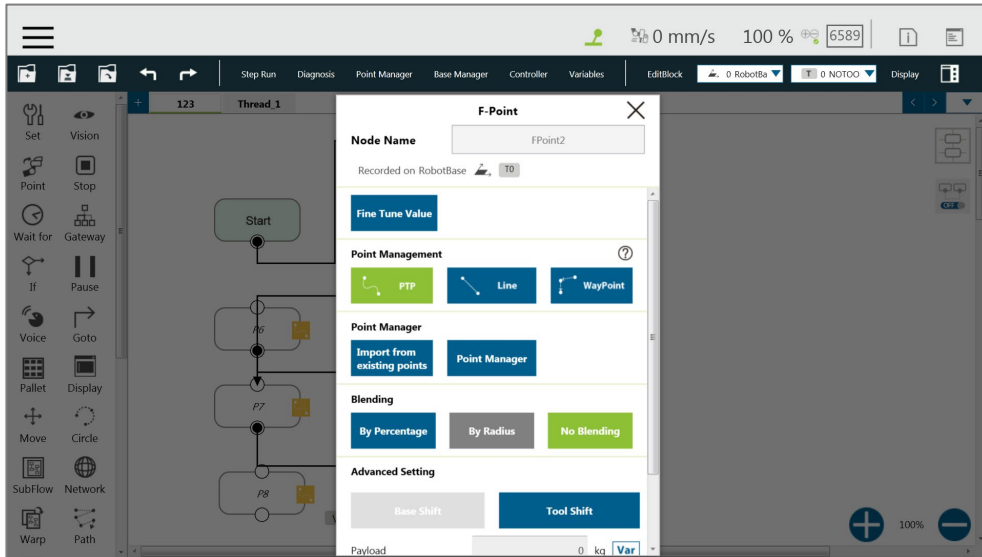 0 mm/s 100 % 6589
Step Run Diagnosis Point Manager Base Manager Controller Variables EditBlock 0 RobotBa T 0 NOTOO Display
123 Thread_1
Set Vision
Point Stop
Wait for Gateway
If Pause
Voice Goto
Pallet Display
Move Circle
SubFlow Network
Warp Path
Start
P6
P7
P8
F-Point
Node Name FPoint2
Recorded on RobotBase T0
Fine Tune Value
Point Management
PTP Line WayPoint
Point Manager
Import from
existing points
Point Manager
Blending
By Percentage By Radius No Blending
Advanced Setting
Base Shift Tool Shift
Payload 0 kg Var
OFF
100%